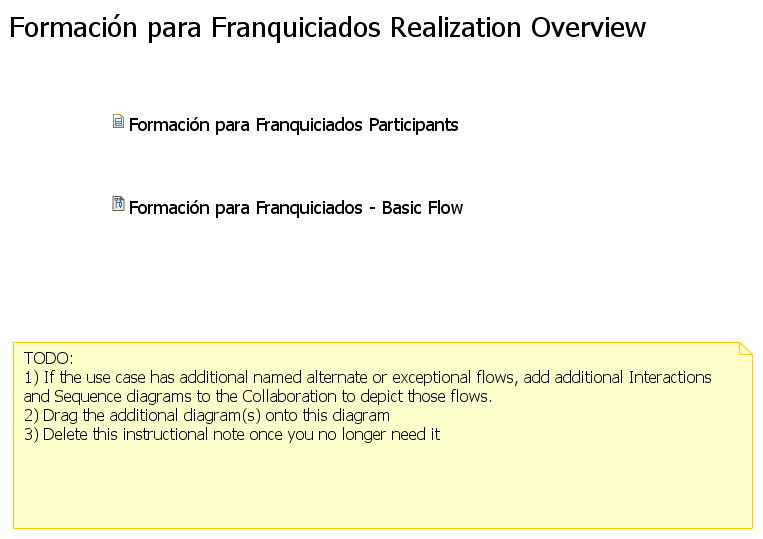 Formación para Franquiciados Realization Overview
Formación para Franquiciados Participants
Formación para Franquiciados - Basic Flow
TODO:
1) If the use case has additional named alternate or exceptional flows, add additional Interactions
and Sequence diagrams to the Collaboration to depict those flows.
2) Drag the additional diagram(s) onto this diagram
3) Delete this instructional note once you no longer need it